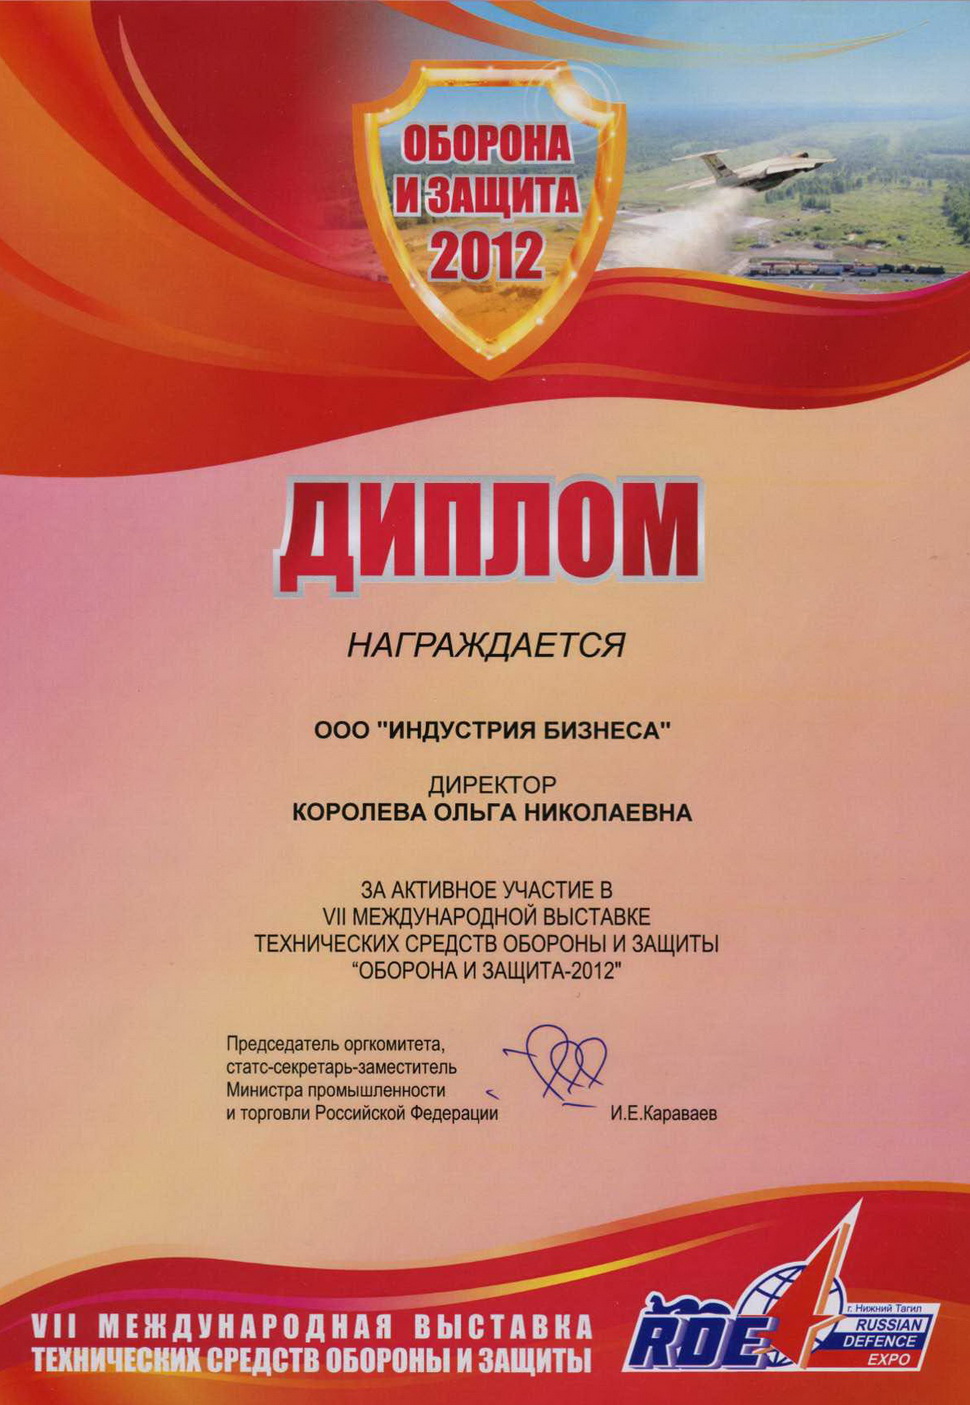 ОБОРОНА
И ЗАЩИТА
2012
ДИПЛОМ
НАГРАЖДАЕТСЯ
ООО "ИНДУСТРИЯ БИЗНЕСА"
ДИРЕКТОР
КОРОЛЕВА ОЛЬГА НИКОЛАЕВНА
ЗА АКТИВНОЕ УЧАСТИЕ В
VII МЕЖДУНАРОДНОЙ ВЫСТАВКЕ
ТЕХНИЧЕСКИХ СРЕДСТВ ОБОРОНЫ И ЗАЩИТЫ
“ОБОРОНА И ЗАЩИТА-2012"
Председатель оргкомитета,
статс-секретарь-заместитель
Министра промышленности
и торговли Российской Федерации
И.Е.Караваев
VII МЕЖДУНАРОДНАЯ ВЫСТАВКА
ТЕХНИЧЕСКИХ СРЕДСТВ ОБОРОНЫ И ЗАЩИТЫ
RDE
г. Нижний Тагил
RUSSIAN
DEFENCE
EXPO